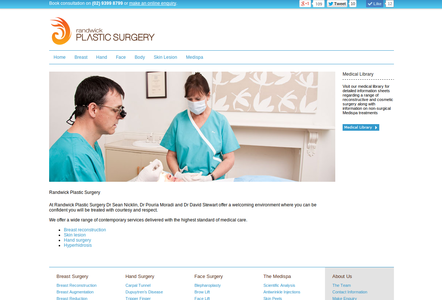 Book consultation on (02) 9399 9799 or make an online enquiry.
Tweet
Like
randwick
PLASTIC SURGERY
Home Breast Hand Face Body Skin Lesion Medispa
Medical Library
Visit our medical library for
detailed information sheets
regarding a range of
reconstructive and cosmetic
surgery along with
information on non-surgical
Medispa treatments.
Medical Library
Randwick Plastic Surgery
At Randwick Plastic Surgery Dr Sean Nicklin, Dr Pouria Moradi and Dr David Stewart offer a welcoming environment where you can be
confident you will be treated with courtesy and respect.
We offer a wide range of contemporary services delivered with the highest standard of medical care.
Breast reconstruction
Skin lesion
Hand surgery
Hyperhidrosis
Breast Surgery Hand Surgery Face Surgery The Medispa About Us
Breast Reconstruction Carpal Tunnel Blepharoplasty Scientific Analysis The Team
Breast Augmentation Dupuytren's Disease Brow Lift Antiwrinkle Injections Contact Information
Breast Reduction Trigger Finger Face Lift Skin Peels Make Enquiry